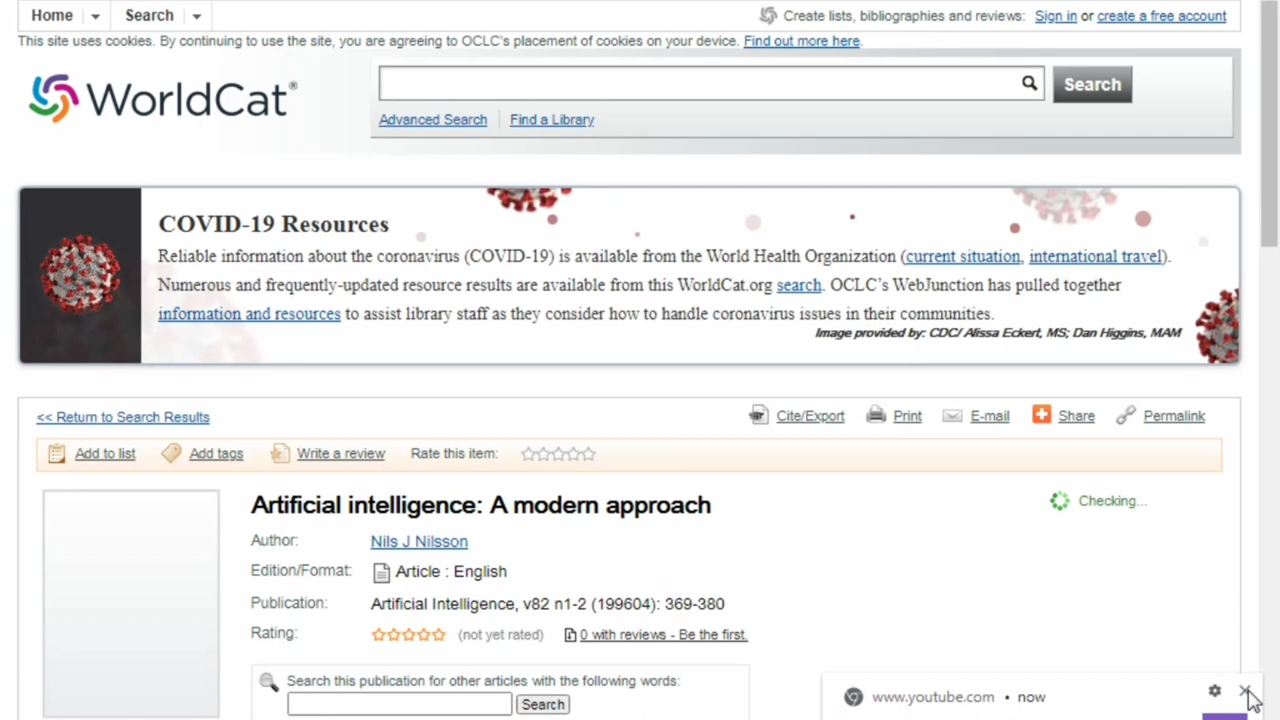 Home Search Create lists, bibliographies and reviews: Sign in or create a free account
This site uses cookies. By continuing to use the site, you are agreeing to OCLC's placement of cookies on your device. Find out more here.
WorldCat® Search
Advanced Search Find a Library
COVID-19 Resources
Reliable information about the coronavirus (COVID-19) is available from the World Health Organization (current situation, international travel).
Numerous and frequently-updated resource results are available from this WorldCat.org search. OCLC's WebJunction has pulled together
information and resources to assist library staff as they consider how to handle coronavirus issues in their communities.
Image provided by: CDC/ Alissa Eckert, MS; Dan Higgins, MAM
<< Return to Search Results Cite/Export Print E-mail Share Permalink
Add to list Add tags Write a review Rate this item:
Artificial intelligence: A modern approach Checking...
Author: Nils J Nilsson
Edition/Format: Article : English
Publication: Artificial Intelligence, v82 n1-2 (199604): 369-380
Rating: (not yet rated) 0 with reviews - Be the first.
Search this publication for other articles with the following words:
Search
www.youtube.com • now